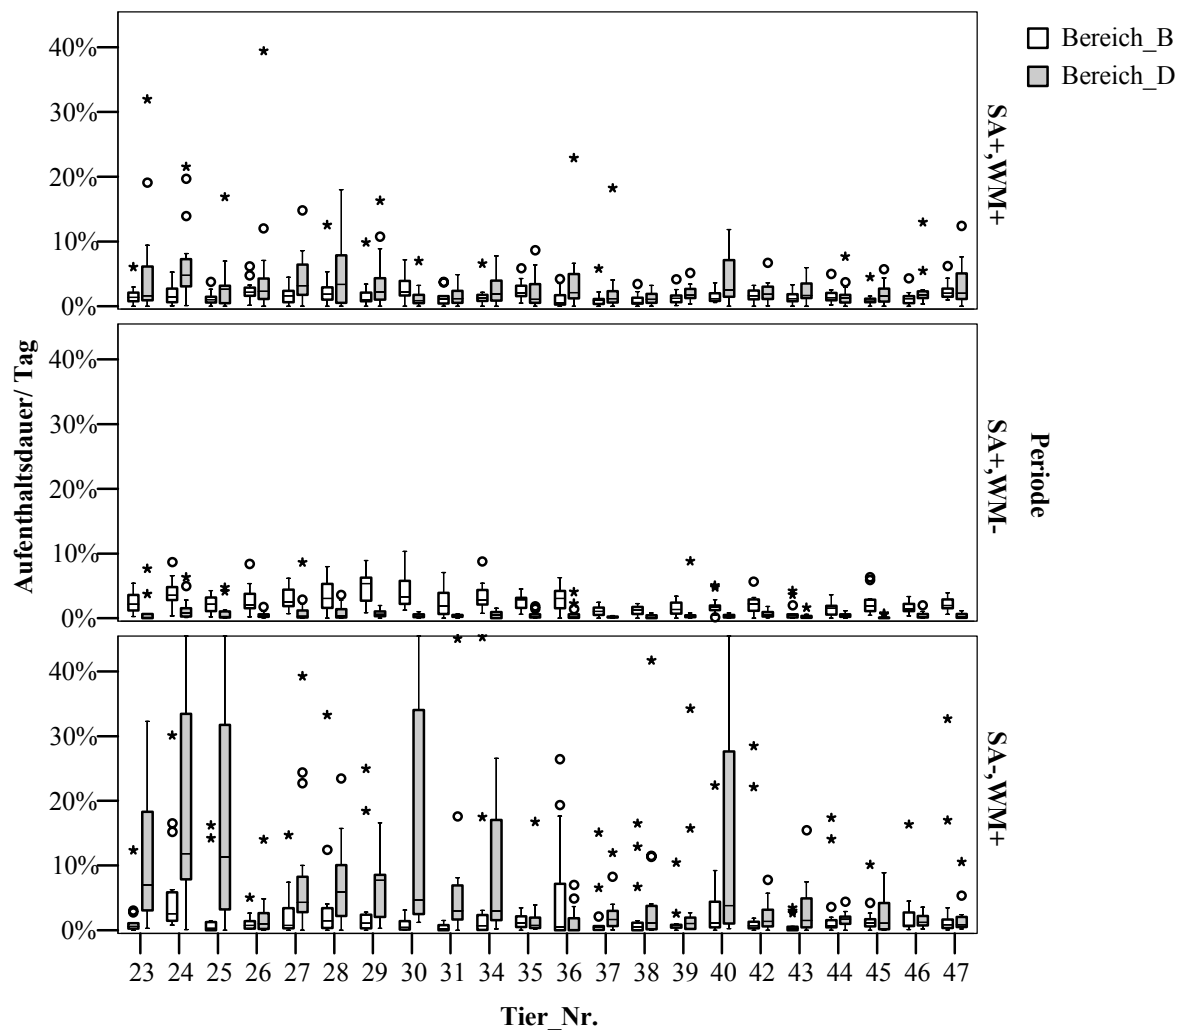 Bereich_B
Bereich_D
40%
30%
20%
10%
0%
SA+,WM+
40%
30%
20%
10%
0%
SA+,WM-
40%
30%
20%
10%
0%
SA-,WM+
Aufenthaltsdauer/ Tag
Periode
23 24 25 26 27 28 29 30 31 34 35 36 37 38 39 40 42 43 44 45 46 47
Tier_Nr.